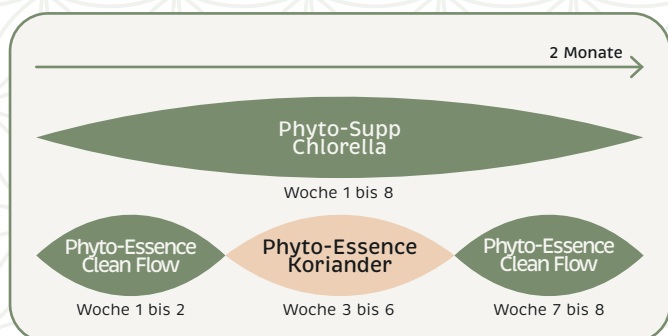 2 Monate
Phyto-Supp
Chlorella
Woche 1 bis 8
Phyto-Essence
Clean Flow
Woche 1 bis 2
Phyto-Essence
Koriander
Woche 3 bis 6
Phyto-Essence
Clean Flow
Woche 7 bis 8